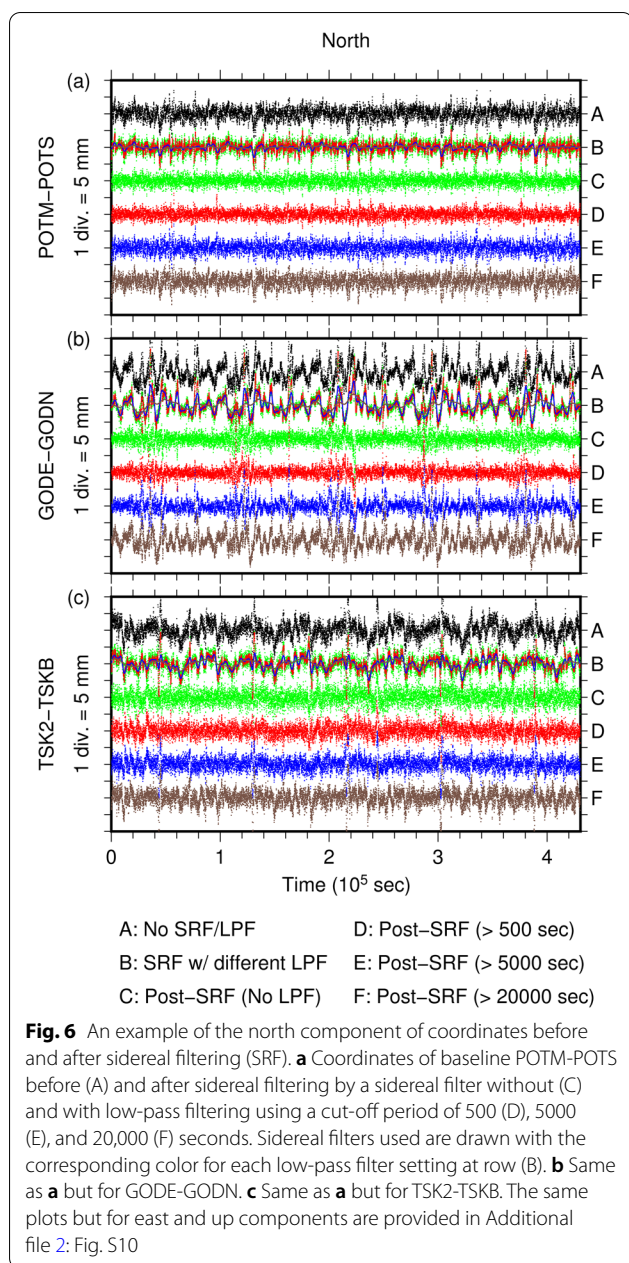 North
(a)
POTM–POTS
1 div. = 5 mm
A
B
C
D
E
F
(b)
GODE–GODN
1 div. = 5 mm
A
B
C
D
E
F
(c)
TSK2–TSKB
1 div. = 5 mm
A
B
C
D
E
F
0 1 2 3 4
Time (10⁵ sec)
A: No SRF/LPF D: Post–SRF (> 500 sec)
B: SRF w/ different LPF E: Post–SRF (> 5000 sec)
C: Post–SRF (No LPF) F: Post–SRF (> 20000 sec)
Fig. 6 An example of the north component of coordinates before
and after sidereal filtering (SRF). a Coordinates of baseline POTM-POTS
before (A) and after sidereal filtering by a sidereal filter without (C)
and with low-pass filtering using a cut-off period of 500 (D), 5000
(E), and 20,000 (F) seconds. Sidereal filters used are drawn with the
corresponding color for each low-pass filter setting at row (B). b Same
as a but for GODE-GODN. c Same as a but for TSK2-TSKB. The same
plots but for east and up components are provided in Additional
file 2: Fig. S10